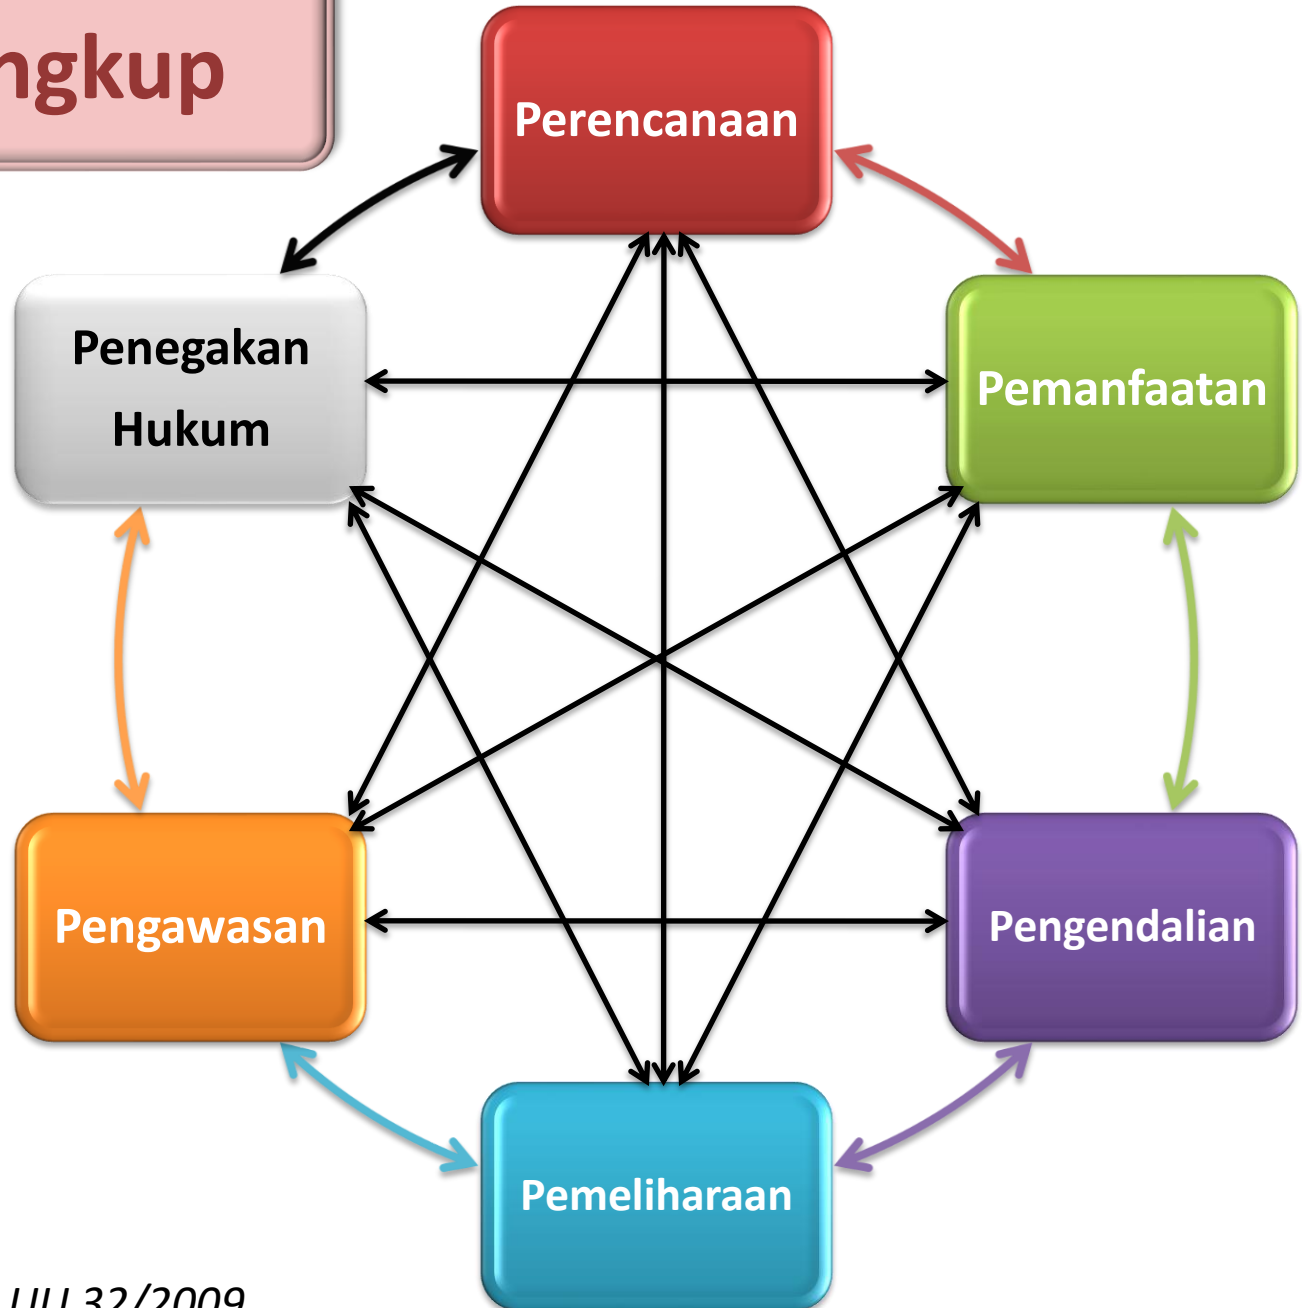 ngkup
Perencanaan
Penegakan
Hukum
Pemanfaatan
Pengawasan
Pengendalian
Pemeliharaan
UU 32/2009